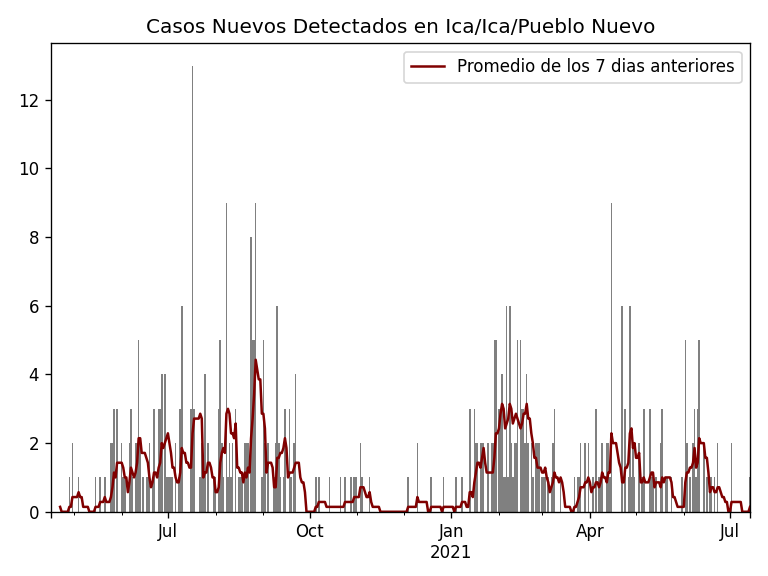 Casos Nuevos Detectados en Ica/Ica/Pueblo Nuevo
Promedio de los 7 dias anteriores
12
10
8
6
4
2
0
Jul
Oct
Jan
2021
Apr
Jul